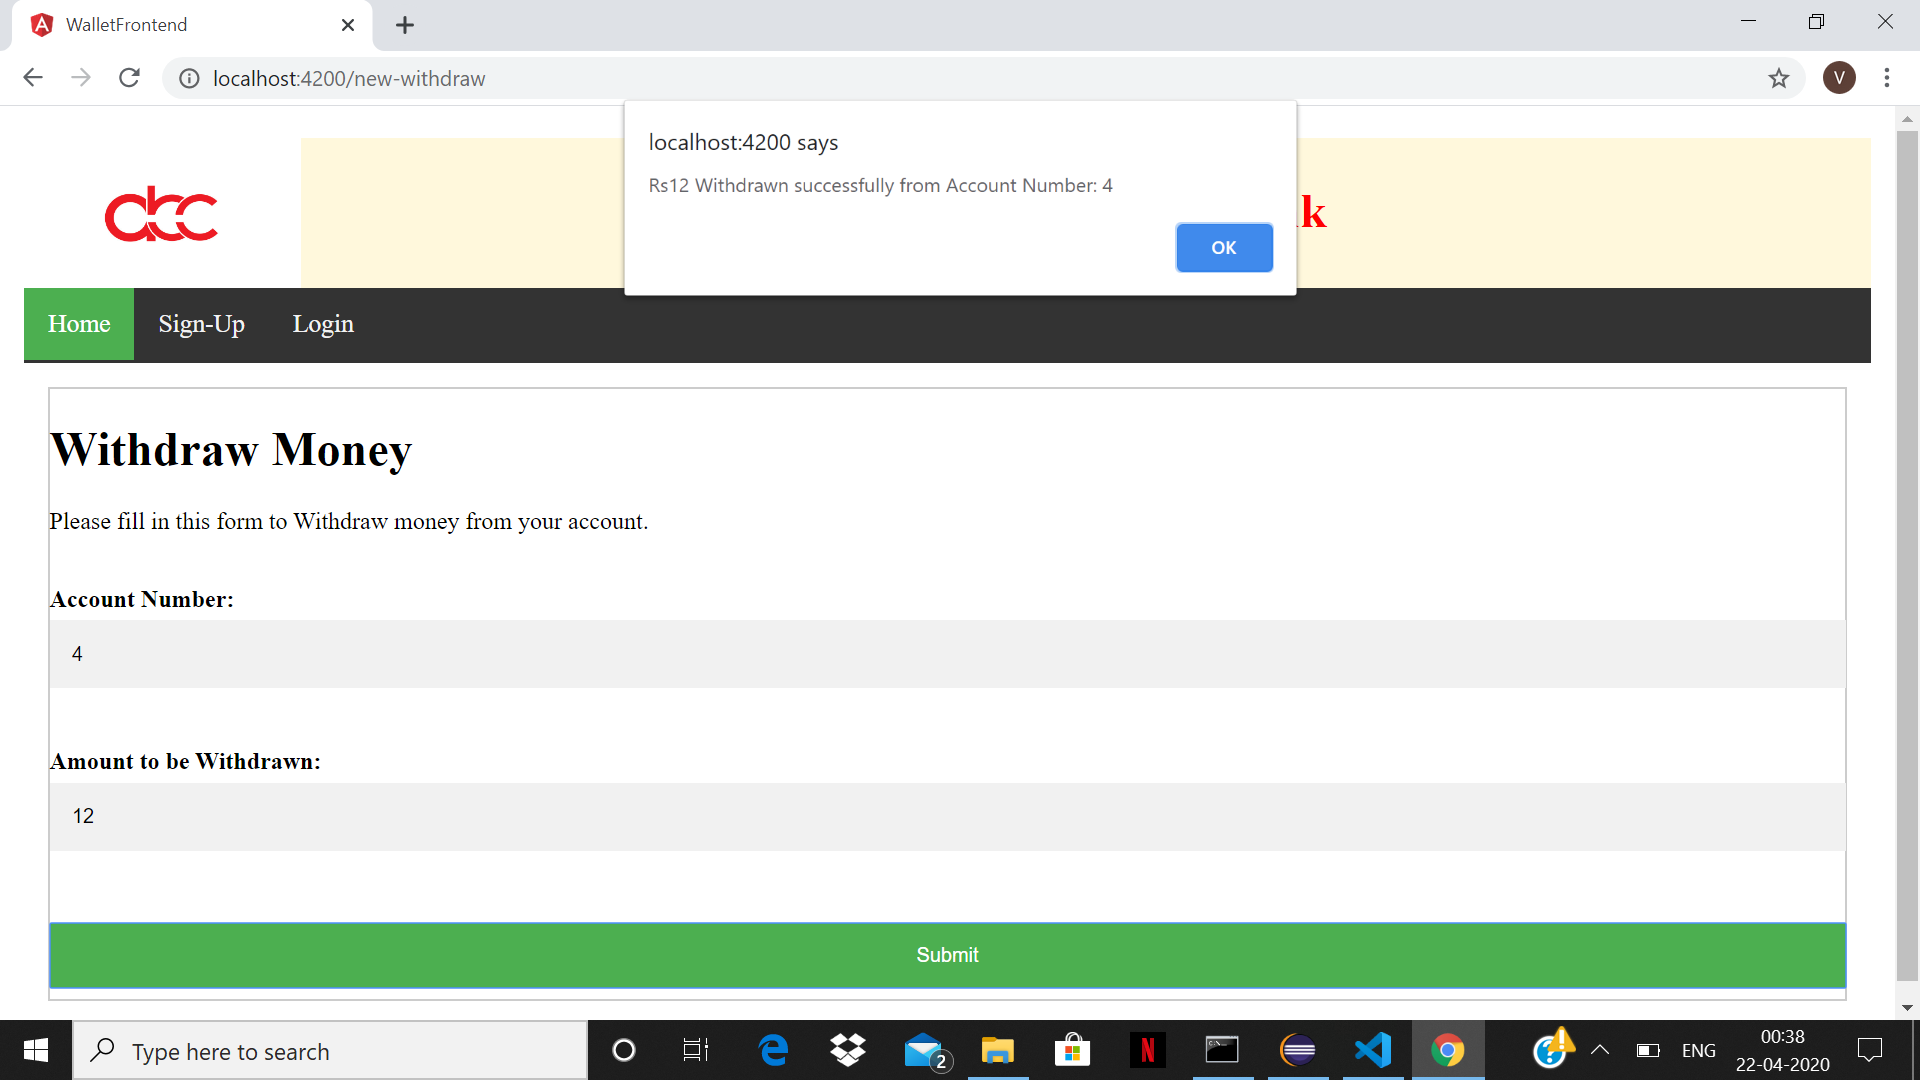 WalletFrontend
localhost:4200/new-withdraw
V
localhost:4200 says
Rs12 Withdrawn successfully from Account Number: 4
OK
acc
k
Home Sign-Up Login
Withdraw Money
Please fill in this form to Withdraw money from your account.
Account Number:
4
Amount to be Withdrawn:
12
Submit
Type here to search
2
N
ENG
00:38
22-04-2020